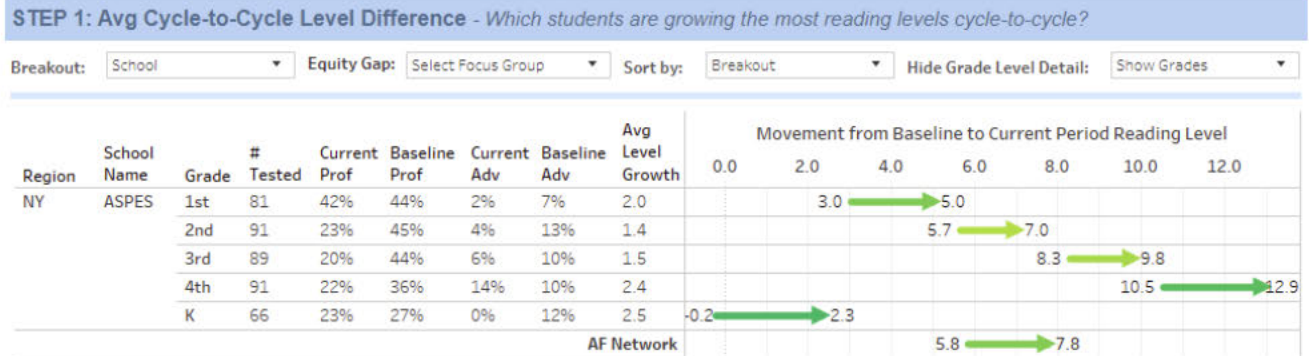 STEP 1: Avg Cycle-to-Cycle Level Difference - Which students are growing the most reading levels cycle-to-cycle?
Breakout: School Equity Gap: Select Focus Group Sort by: Breakout Hide Grade Level Detail: Show Grades
Region School Name Grade # Tested Current Prof Baseline Prof Current Adv Baseline Adv Avg Level Growth Movement from Baseline to Current Period Reading Level
0.0 2.0 4.0 6.0 8.0 10.0 12.0
NY ASPES 1st 81 42% 44% 2% 7% 2.0 3.0 5.0
2nd 91 23% 45% 4% 13% 1.4 5.7 7.0
3rd 89 20% 44% 6% 10% 1.5 8.3 9.8
4th 91 22% 36% 14% 10% 2.4 10.5 12.9
K 66 23% 27% 0% 12% 2.5 -0.2 2.3
AF Network 5.8 7.8